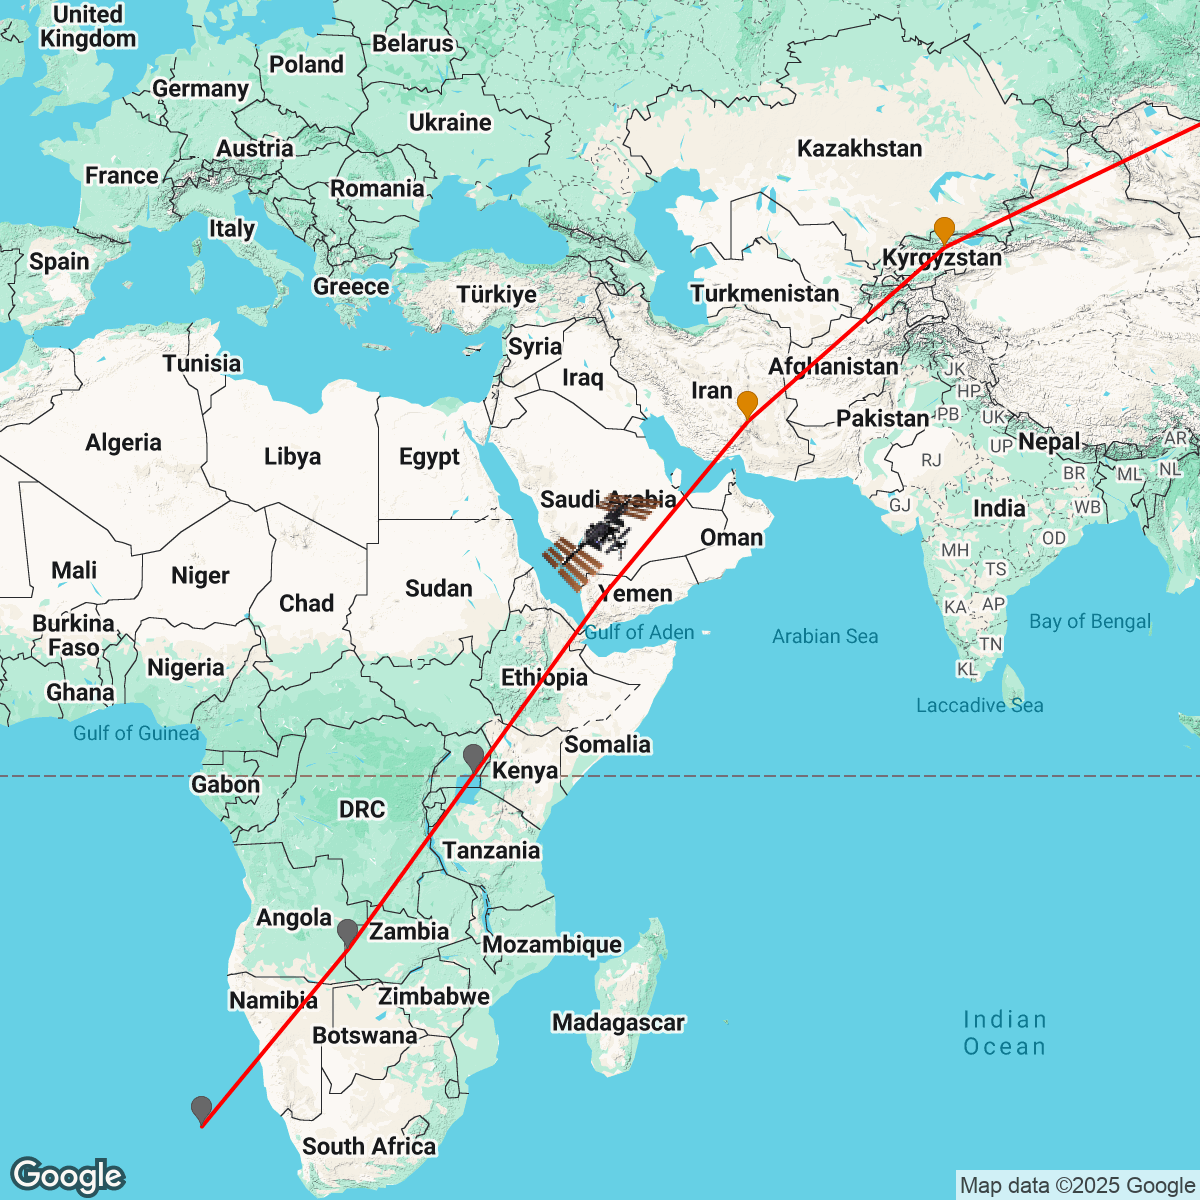 United
Kingdom
Belarus
Poland
Germany
Ukraine
Kazakhstan
Austria
France
Romania
Italy
Spain
Kyrgyzstan
Greece
Türkiye
Turkmenistan
Syria
Tunisia
Afghanistan
JK
Iraq
Iran
HP
Pakistan
PB
UK
Algeria
Libya
Egypt
UP
Nepal
AR
RJ
BR
ML
NL
Saudi Arabia
GJ
India
WB
Oman
OD
MH
Mali
Niger
TS
Sudan
Yemen
Chad
KA
AP
Burkina
Faso
Gulf of Aden
Arabian Sea
Bay of Bengal
TN
Nigeria
KL
Ghana
Ethiopia
Laccadive Sea
Gulf of Guinea
Somalia
Gabon
Kenya
DRC
Tanzania
Angola
Zambia
Mozambique
Namibia
Zimbabwe
Madagascar
Indian
Ocean
Botswana
South Africa
Google
Map data ©2025 Google